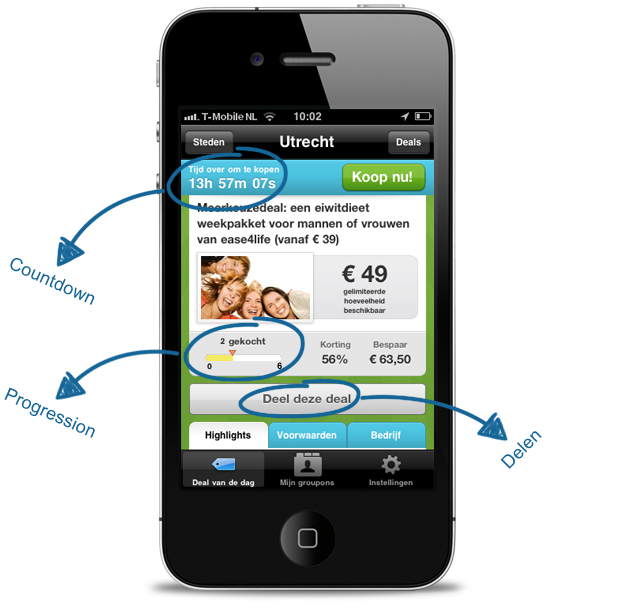 T-Mobile NL 10:02
Steden Utrecht Deals
Tijd over om te kopen
13h 57m 07s
Koop nu!
Meerkeuzedeal: een eiwitdieet
weekpakket voor mannen of vrouwen
van ease4life (vanaf € 39)
€ 49
gelimiteerde
hoeveelheid
beschikbaar
2 gekocht
0 6
Korting Bespaar
56% € 63,50
Deel deze deal
Highlights Voorwaarden Bedrijf
Deal van de dag Mijn groupons Instellingen
Countdown
Progression
Delen